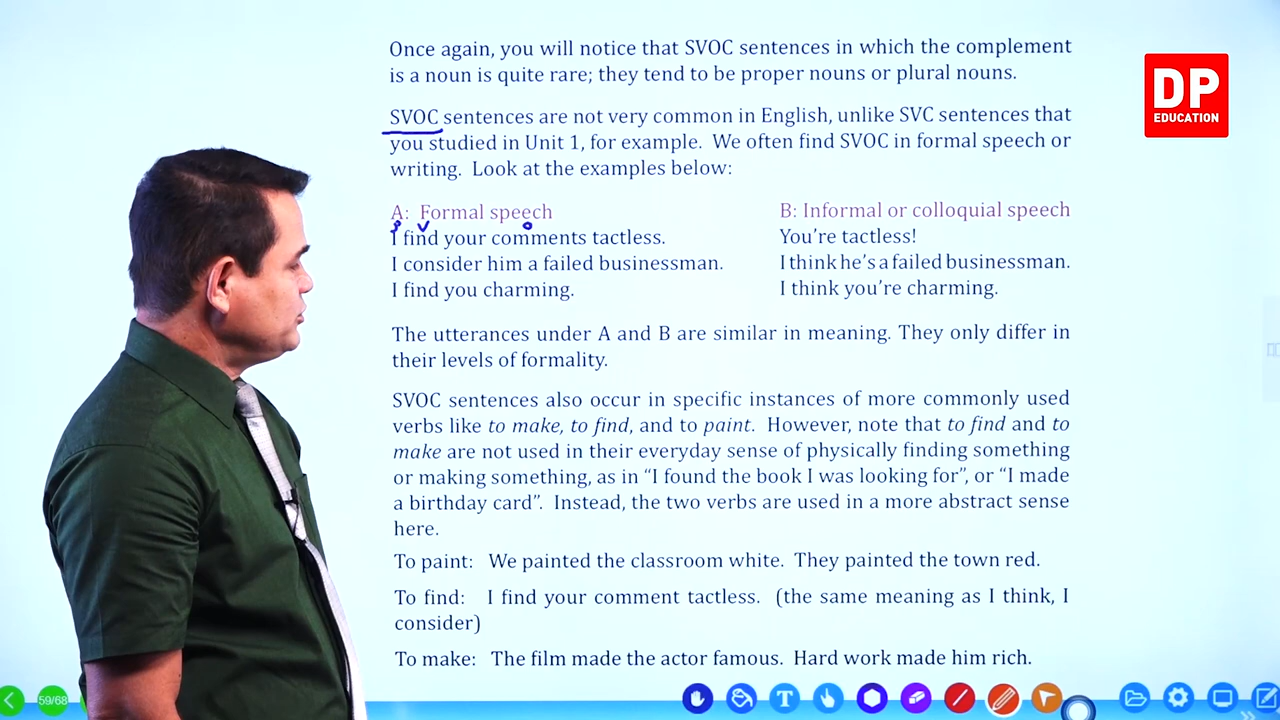 Once again, you will notice that SVOC sentences in which the complement
is a noun is quite rare; they tend to be proper nouns or plural nouns.
DP
EDUCATION
SVOC sentences are not very common in English, unlike SVC sentences that
you studied in Unit 1, for example. We often find SVOC in formal speech or
writing. Look at the examples below:
A: Formal speech
B: Informal or colloquial speech
S V O
I find your comments tactless.
You're tactless!
I consider him a failed businessman.
I think he's a failed businessman.
I find you charming.
I think you're charming.
The utterances under A and B are similar in meaning. They only differ in
their levels of formality.
SVOC sentences also occur in specific instances of more commonly used
verbs like to make, to find, and to paint. However, note that to find and to
make are not used in their everyday sense of physically finding something
or making something, as in “I found the book I was looking for”, or “I made
a birthday card”. Instead, the two verbs are used in a more abstract sense
here.
To paint: We painted the classroom white. They painted the town red.
To find: I find your comment tactless. (the same meaning as I think, I
consider)
To make: The film made the actor famous. Hard work made him rich.
59/68
T